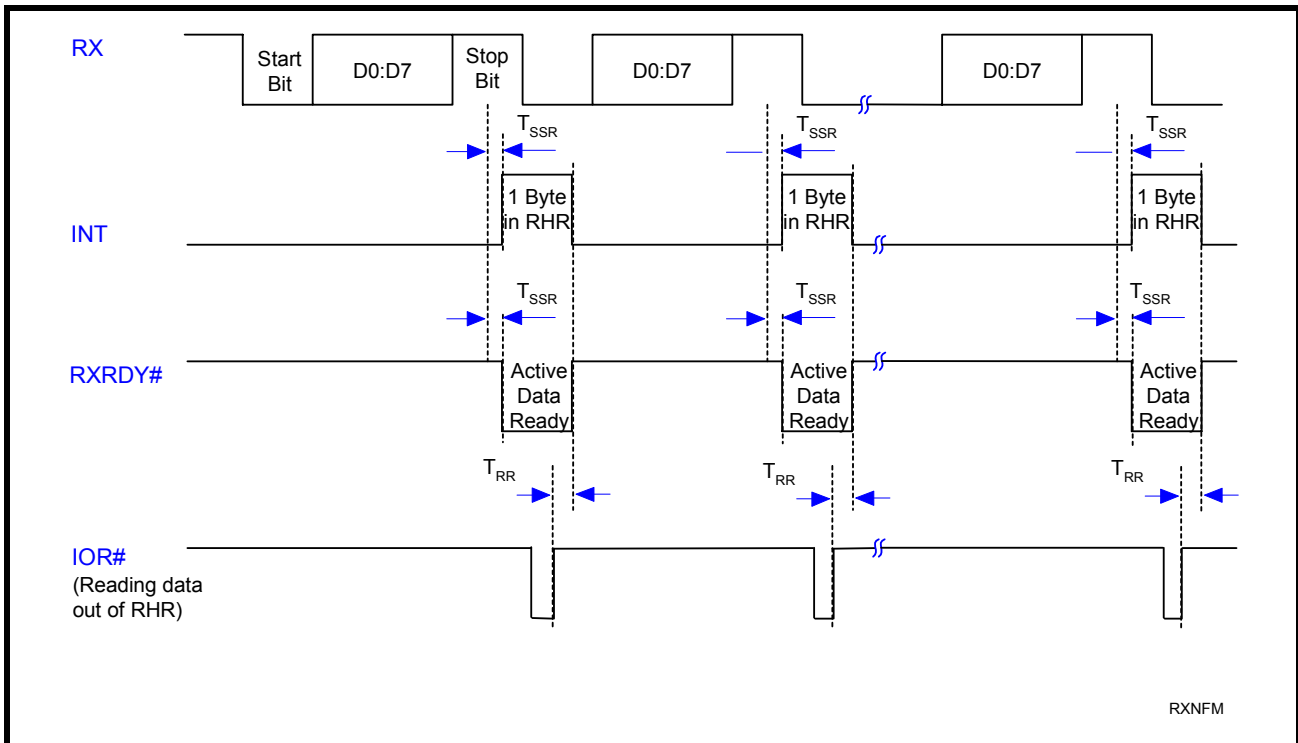 RX
Start
Bit
D0:D7
Stop
Bit
D0:D7
D0:D7
TSSR
TSSR
TSSR
INT
1 Byte
in RHR
1 Byte
in RHR
1 Byte
in RHR
TSSR
TSSR
TSSR
RXRDY#
Active
Data
Ready
Active
Data
Ready
Active
Data
Ready
TRR
TRR
TRR
IOR#
(Reading data
out of RHR)
RXNFM